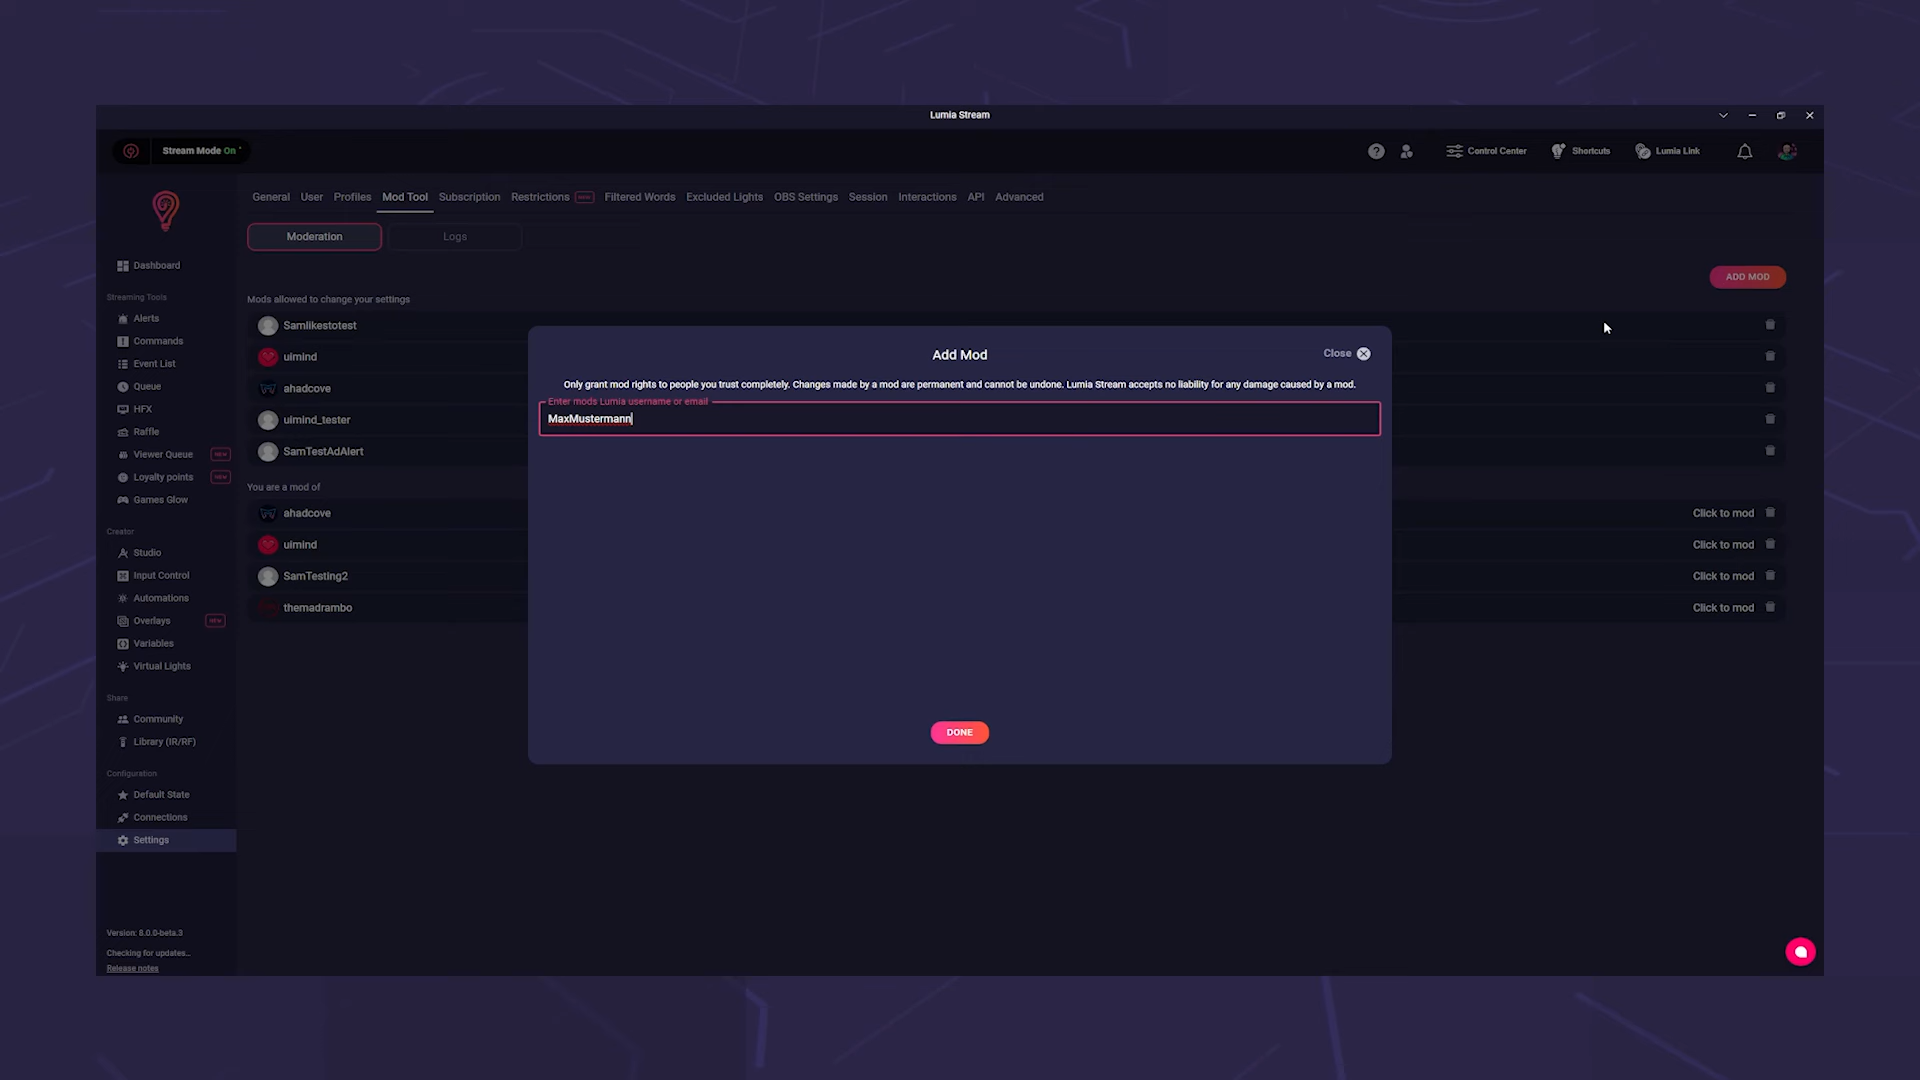 Lumia Stream
Stream Mode On
Control Center
Shortcuts
Lumia Link
General User Profiles Mod Tool Subscription Restrictions NEW Filtered Words Excluded Lights OBS Settings Session Interactions API Advanced
Moderation
Logs
ADD MOD
Mods allowed to change your settings
Samlikestotest
uimind
ahadcove
uimind_tester
SamTestAdAlert
You are a mod of
ahadcove Click to mod
uimind Click to mod
SamTesting2 Click to mod
themadrambo Click to mod
Dashboard
Streaming Tools
Alerts
Commands
Event List
Queue
HFX
Raffle
Viewer Queue NEW
Loyalty points NEW
Games Glow
Creator
Studio
Input Control
Automations
Overlays NEW
Variables
Virtual Lights
Share
Community
Library (IR/RF)
Configuration
Default State
Connections
Settings
Version: 8.0.0-beta.3
Checking for updates...
Release notes
Add Mod
Close
Only grant mod rights to people you trust completely. Changes made by a mod are permanent and cannot be undone. Lumia Stream accepts no liability for any damage caused by a mod.
Enter mods Lumia username or email
MaxMustermann
DONE